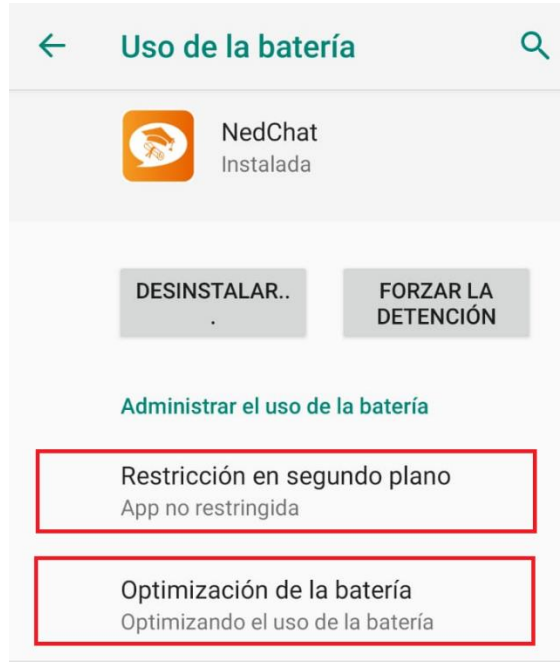 Uso de la batería
NedChat
Instalada
DESINSTALAR..
.
FORZAR LA
DETENCIÓN
Administrar el uso de la batería
Restricción en segundo plano
App no restringida
Optimización de la batería
Optimizando el uso de la batería